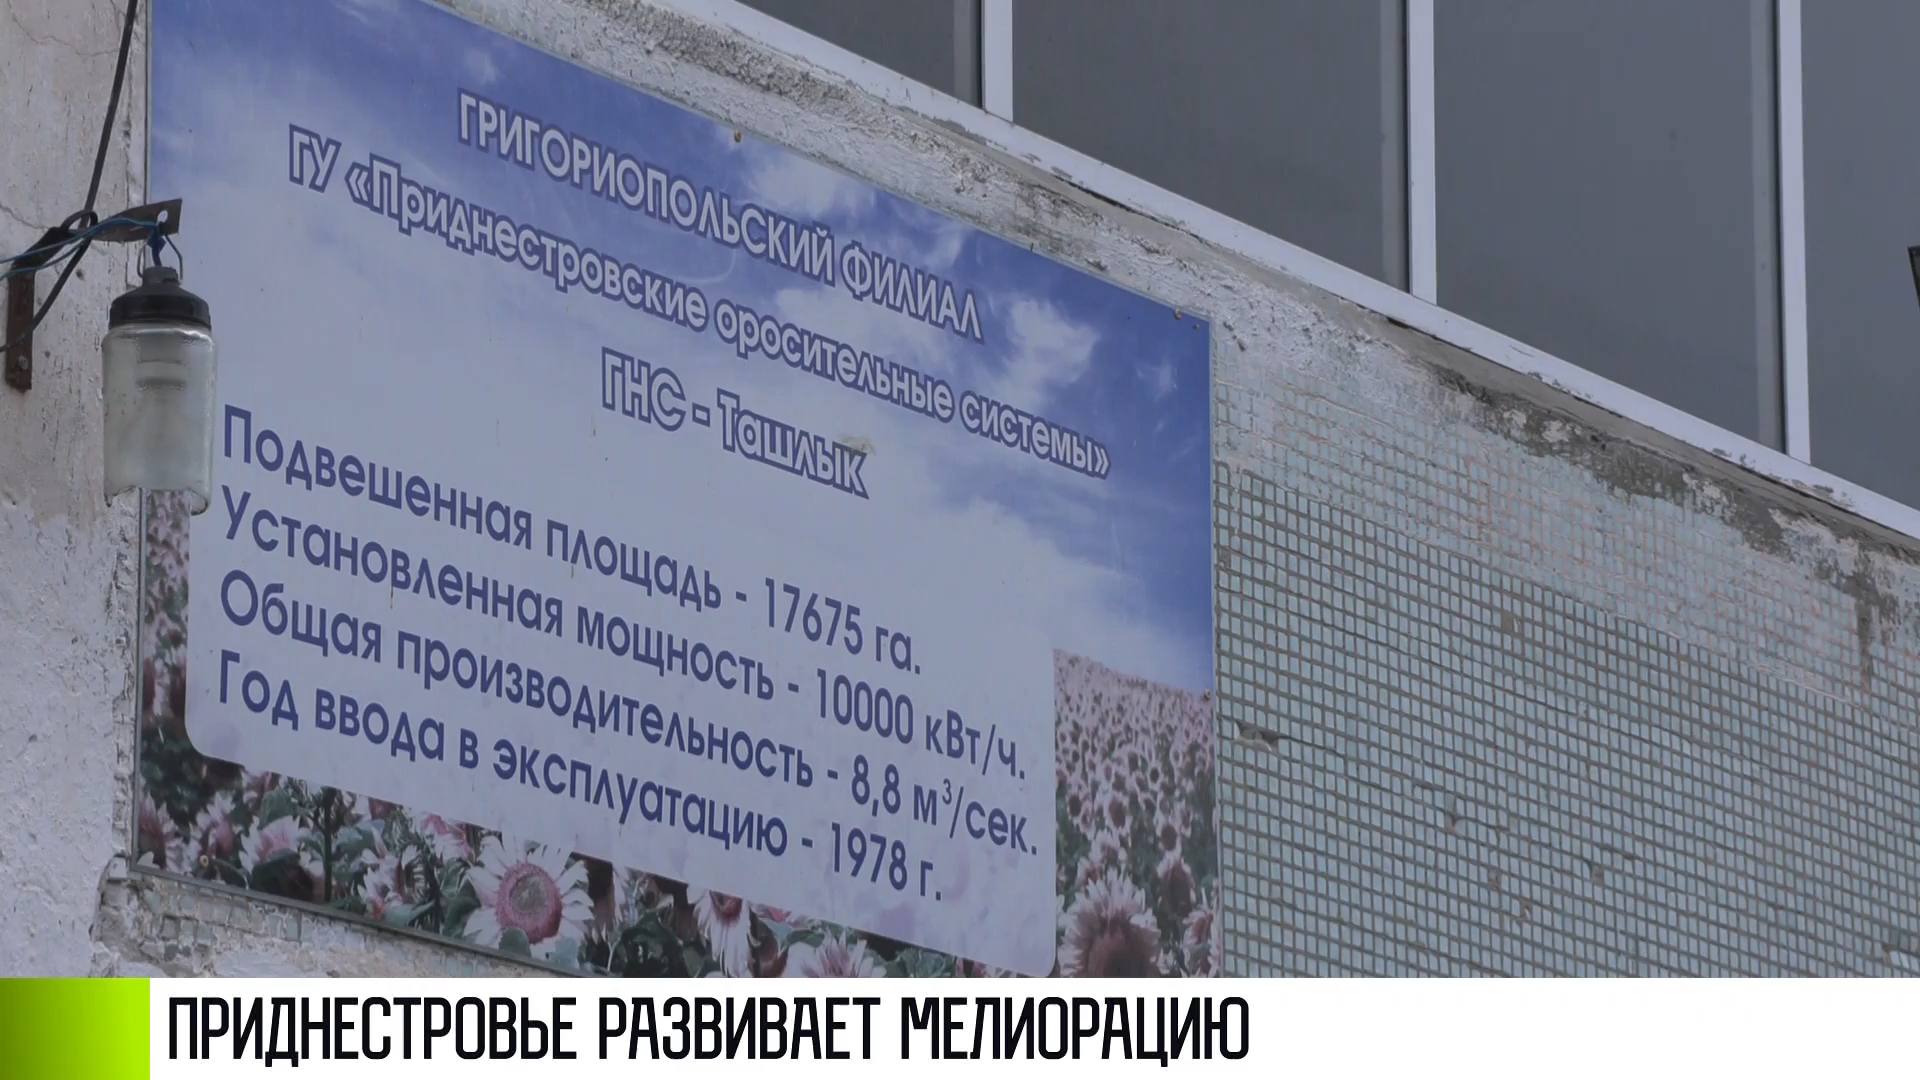 ГРИГОРИОПОЛЬСКИЙ ФИЛИАЛ
ГУ «Приднестровские оросительные системы»
ГНС - Ташлык
Подвешенная площадь - 17675 га.
Установленная мощность - 10000 кВт/ч.
Общая производительность - 8,8 м³/сек.
Год ввода в эксплуатацию - 1978 г.
ПРИДНЕСТРОВЬЕ РАЗВИВАЕТ МЕЛИОРАЦИЮ